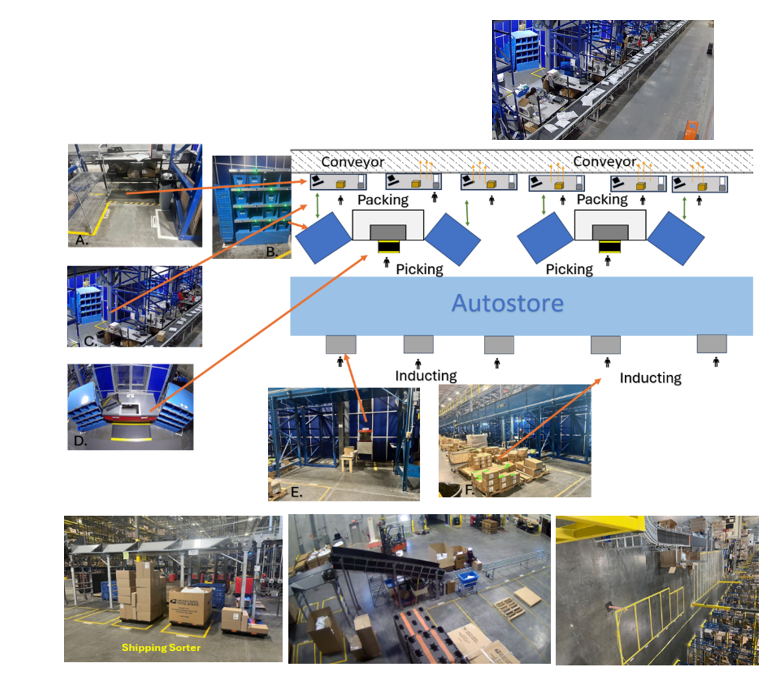 Conveyor
Conveyor
Packing
Packing
A.
B.
Picking
Picking
C.
Autostore
D.
Inducting
Inducting
E.
F.
Shipping Sorter